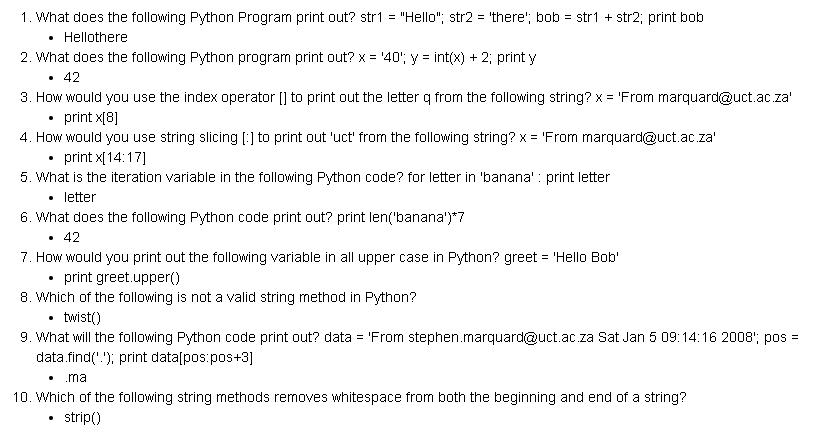 1. What does the following Python Program print out? str1 = "Hello"; str2 = 'there'; bob = str1 + str2; print bob
• Hellothere
2. What does the following Python program print out? x = '40'; y = int(x) + 2; print y
• 42
3. How would you use the index operator [] to print out the letter q from the following string? x = 'From marquard@uct.ac.za'
• print x[8]
4. How would you use string slicing [:] to print out 'uct' from the following string? x = 'From marquard@uct.ac.za'
• print x[14:17]
5. What is the iteration variable in the following Python code? for letter in 'banana' : print letter
• letter
6. What does the following Python code print out? print len('banana')*7
• 42
7. How would you print out the following variable in all upper case in Python? greet = 'Hello Bob'
• print greet.upper()
8. Which of the following is not a valid string method in Python?
• twist()
9. What will the following Python code print out? data = 'From stephen.marquard@uct.ac.za Sat Jan 5 09:14:16 2008'; pos =
data.find('.'); print data[pos:pos+3]
• .ma
10. Which of the following string methods removes whitespace from both the beginning and end of a string?
• strip()